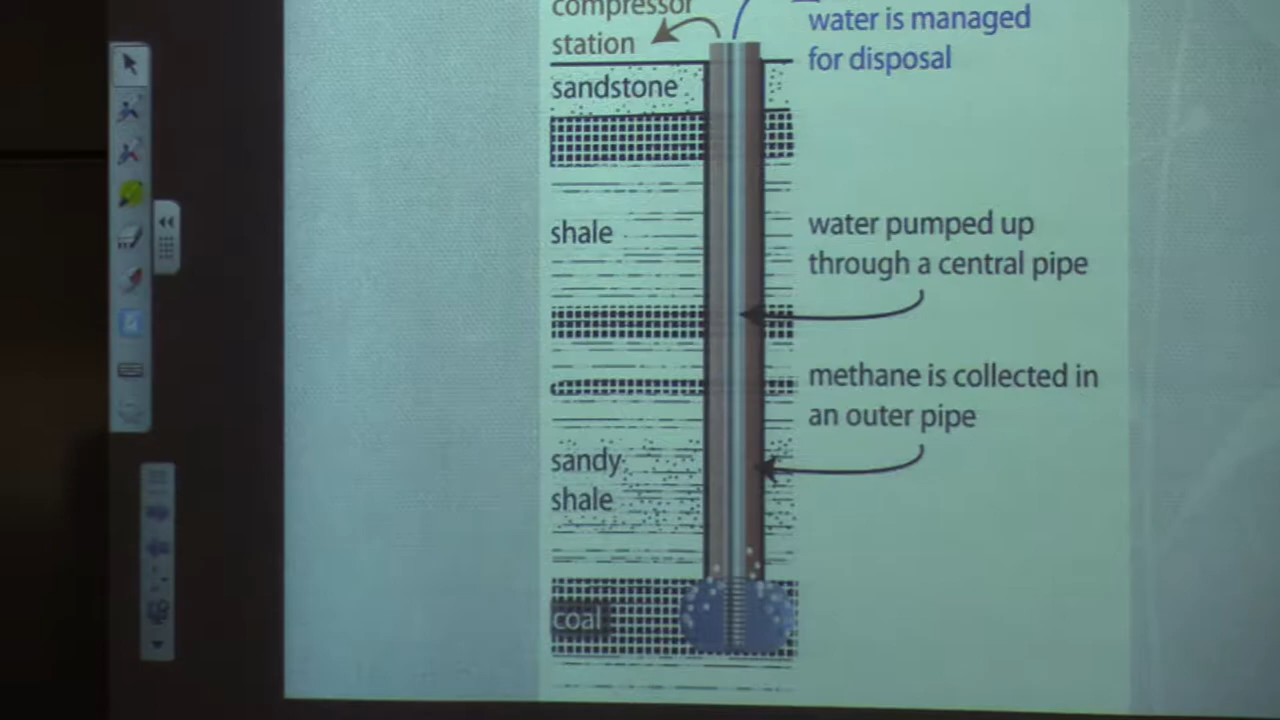 compressor
station
water is managed
for disposal
sandstone
shale
water pumped up
through a central pipe
methane is collected in
an outer pipe
sandy
shale
coal